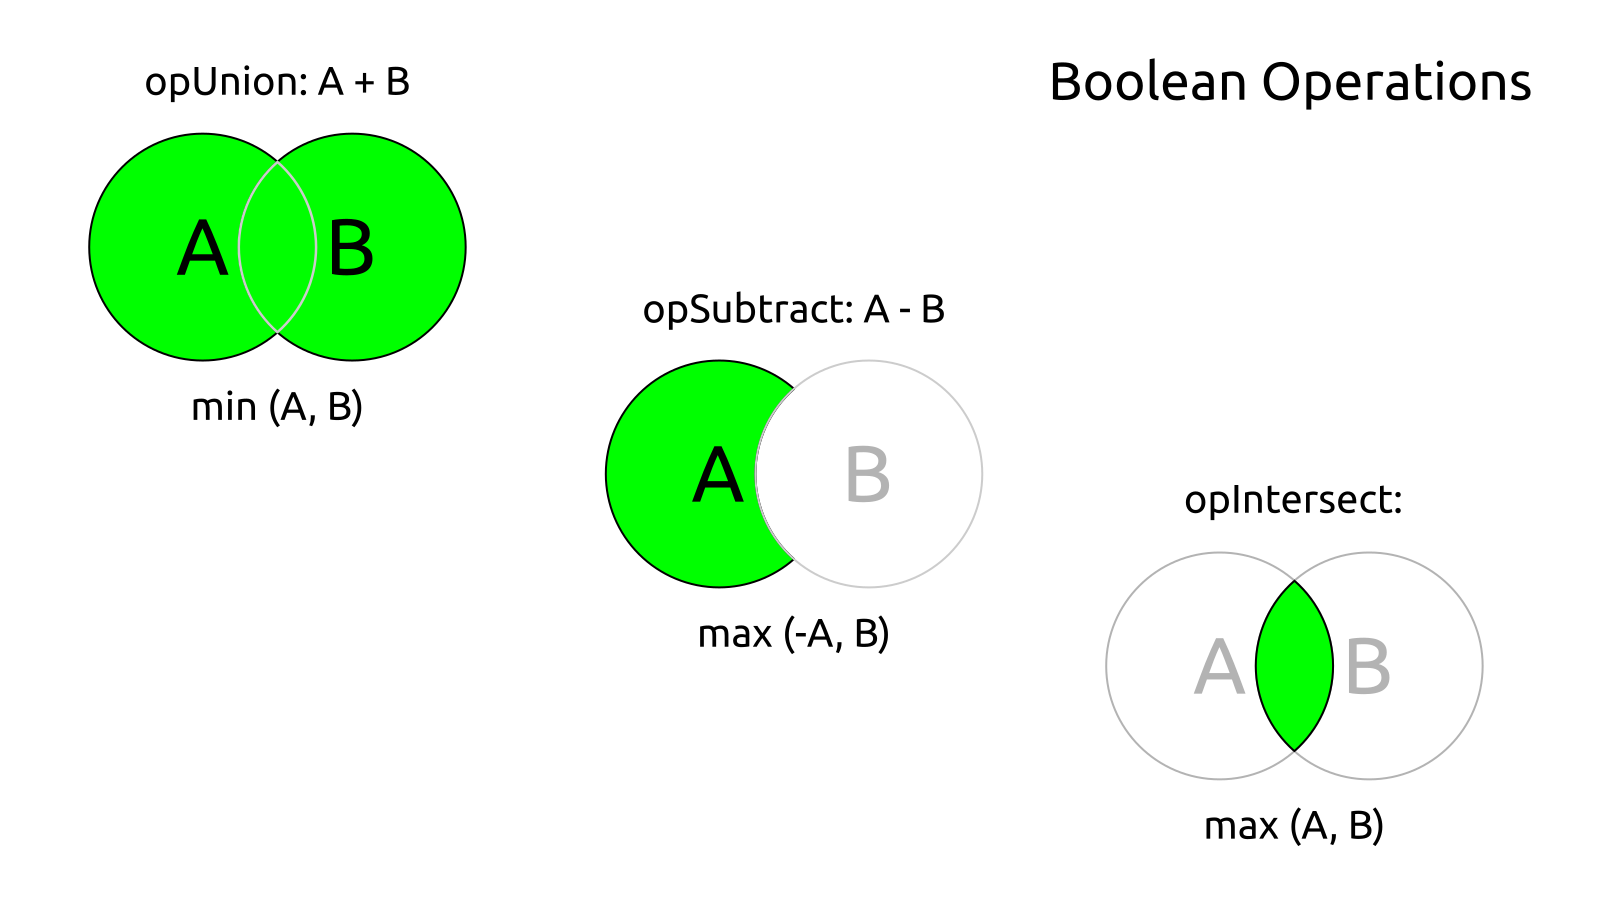 Boolean Operations
opUnion: A + B
A B
min (A, B)
opSubtract: A - B
A B
max (-A, B)
opIntersect:
A B
max (A, B)